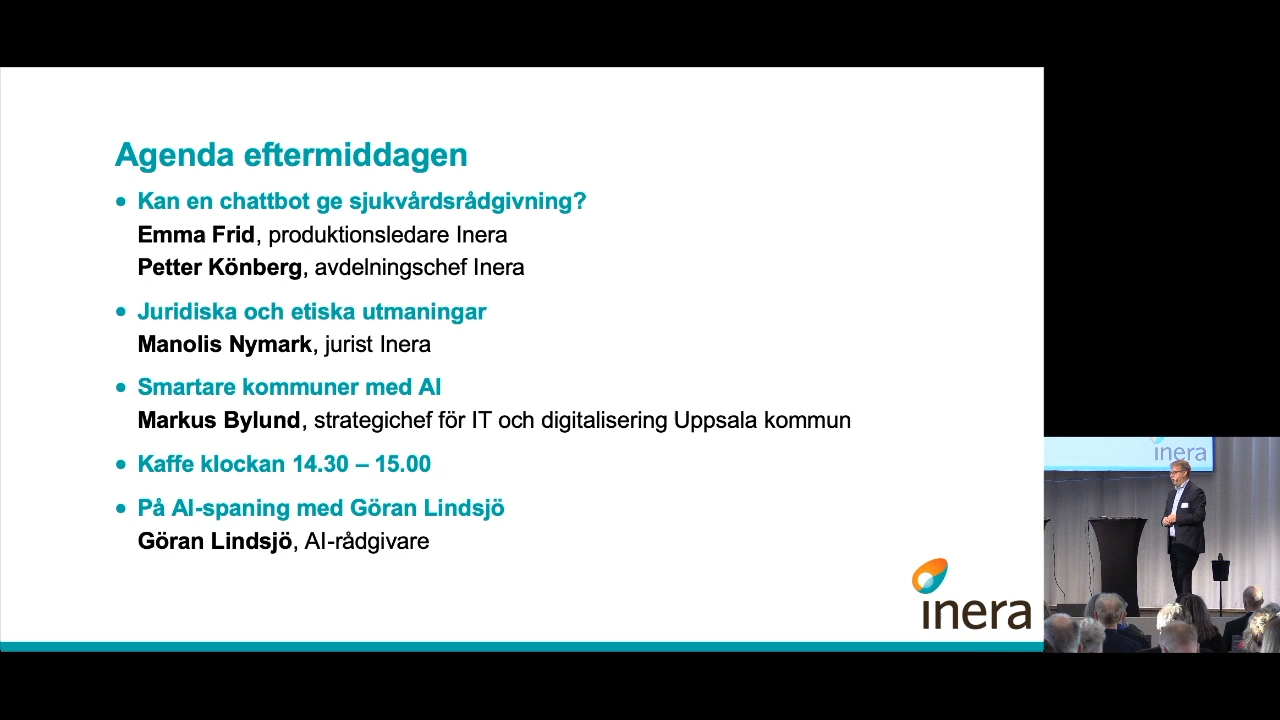 Agenda eftermiddagen
• Kan en chattbot ge sjukvårdsrådgivning?
Emma Frid, produktionsledare Inera
Petter Könberg, avdelningschef Inera
• Juridiska och etiska utmaningar
Manolis Nymark, jurist Inera
• Smartare kommuner med AI
Markus Bylund, strategichef för IT och digitalisering Uppsala kommun
• Kaffe klockan 14.30 – 15.00
• På AI-spaning med Göran Lindsjö
Göran Lindsjö, AI-rådgivare
inera
inera